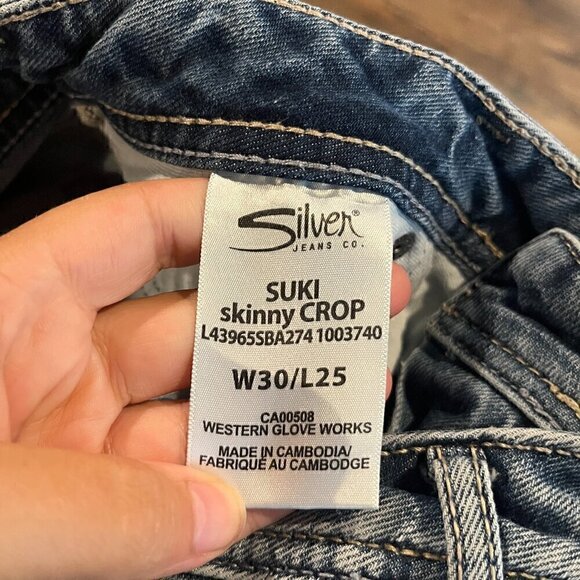 Silver®
JEANS CO.
SUKI
skinny CROP
L43965SBA274 1003740
W30/L25
CA00508
WESTERN GLOVE WORKS
MADE IN CAMBODIA/
FABRIQUÉ AU CAMBODGE